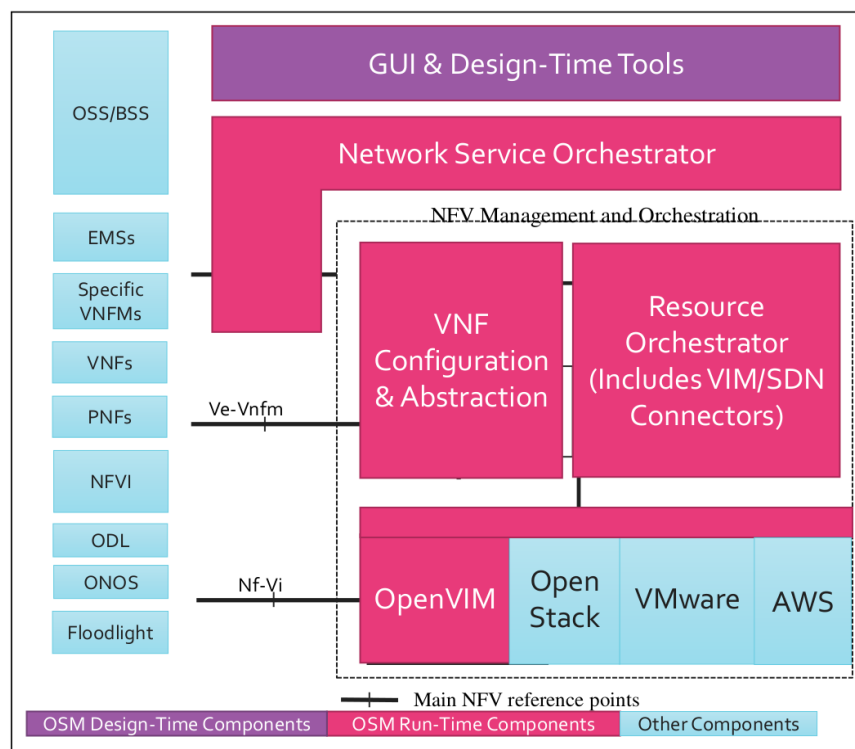 GUI & Design-Time Tools
OSS/BSS
Network Service Orchestrator
NFV Management and Orchestration
EMSs
Specific
VNFMs
VNFs
PNFs
NFVI
ODL
ONOS
Floodlight
Ve-Vnfm
Nf-Vi
VNF
Configuration
& Abstraction
Resource
Orchestrator
(Includes VIM/SDN
Connectors)
OpenVIM
Open
Stack
VMware
AWS
Main NFV reference points
OSM Design-Time Components
OSM Run-Time Components
Other Components